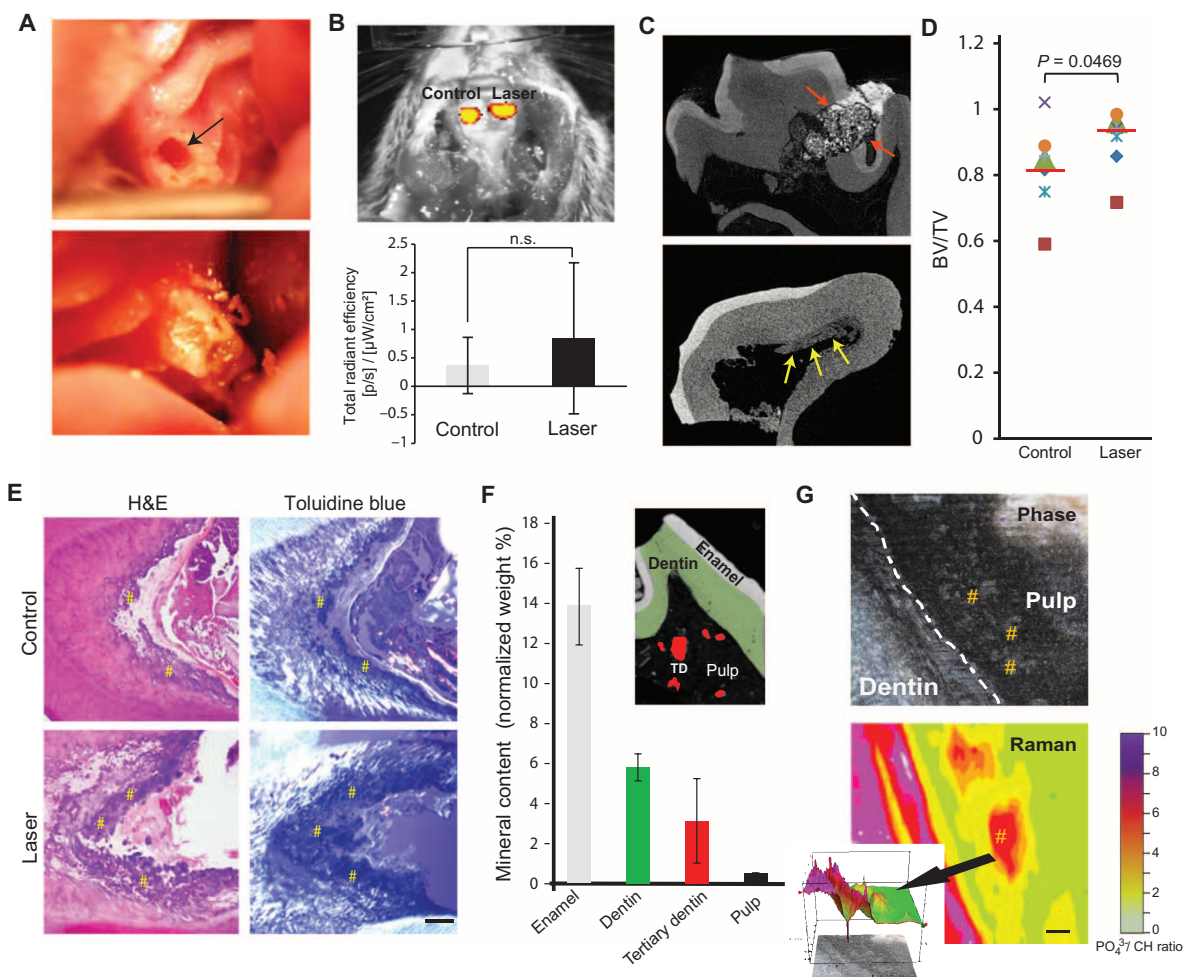 A
B
Control
Laser
2.5
2
1.5
1
0.5
0
−0.5
−1
n.s.
Total radiant efficiency
[p/s] / [µW/cm²]
Control
Laser
C
D
1.2
1
0.8
0.6
0.4
0.2
0
BV/TV
P = 0.0469
Control
Laser
E
H&E
Toluidine blue
Control
#
#
#
#
Laser
#
#
#
#
#
#
F
18
16
14
12
10
8
6
4
2
0
Mineral content (normalized weight %)
Enamel
Dentin
TD
Pulp
Enamel
Dentin
Tertiary dentin
Pulp
G
Phase
#
Pulp
#
#
Dentin
Raman
#
10
8
6
4
2
0
PO₄³⁻/ CH ratio